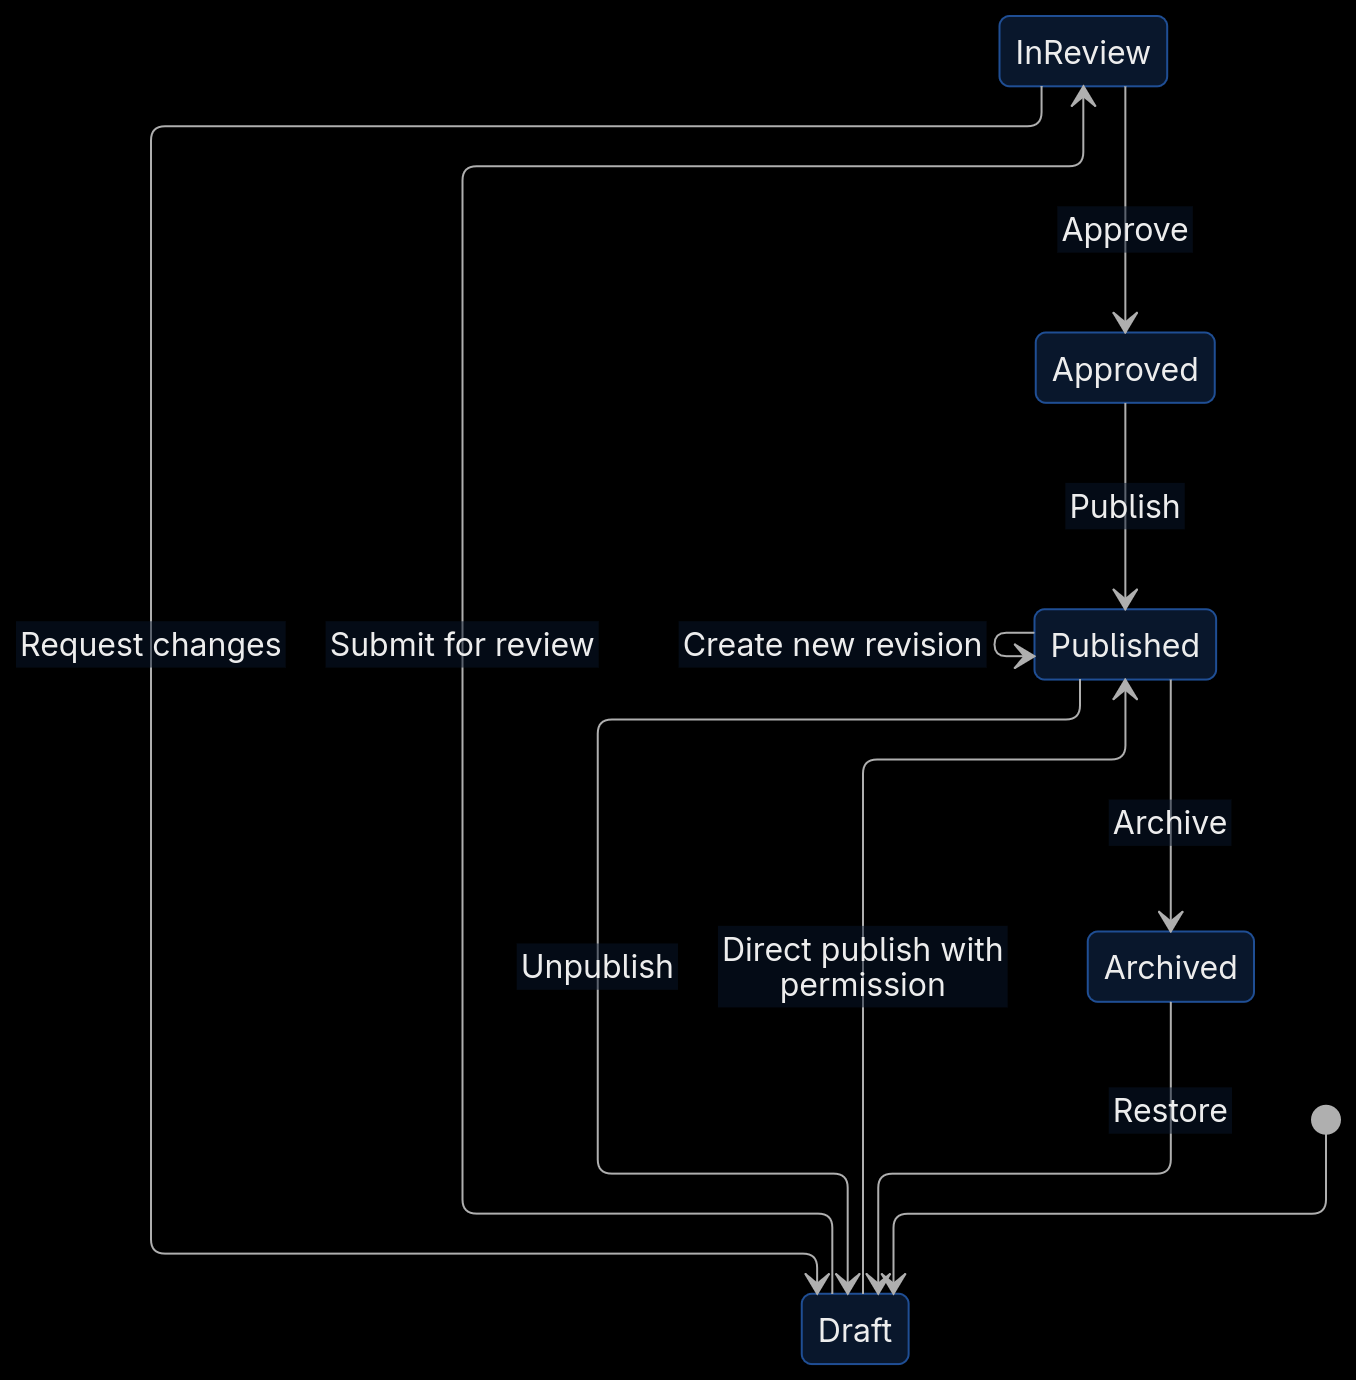 InReview
Approve
Approved
Publish
Request changes
Submit for review
Create new revision
Published
Archive
Unpublish
Direct publish with
permission
Archived
Restore
Draft